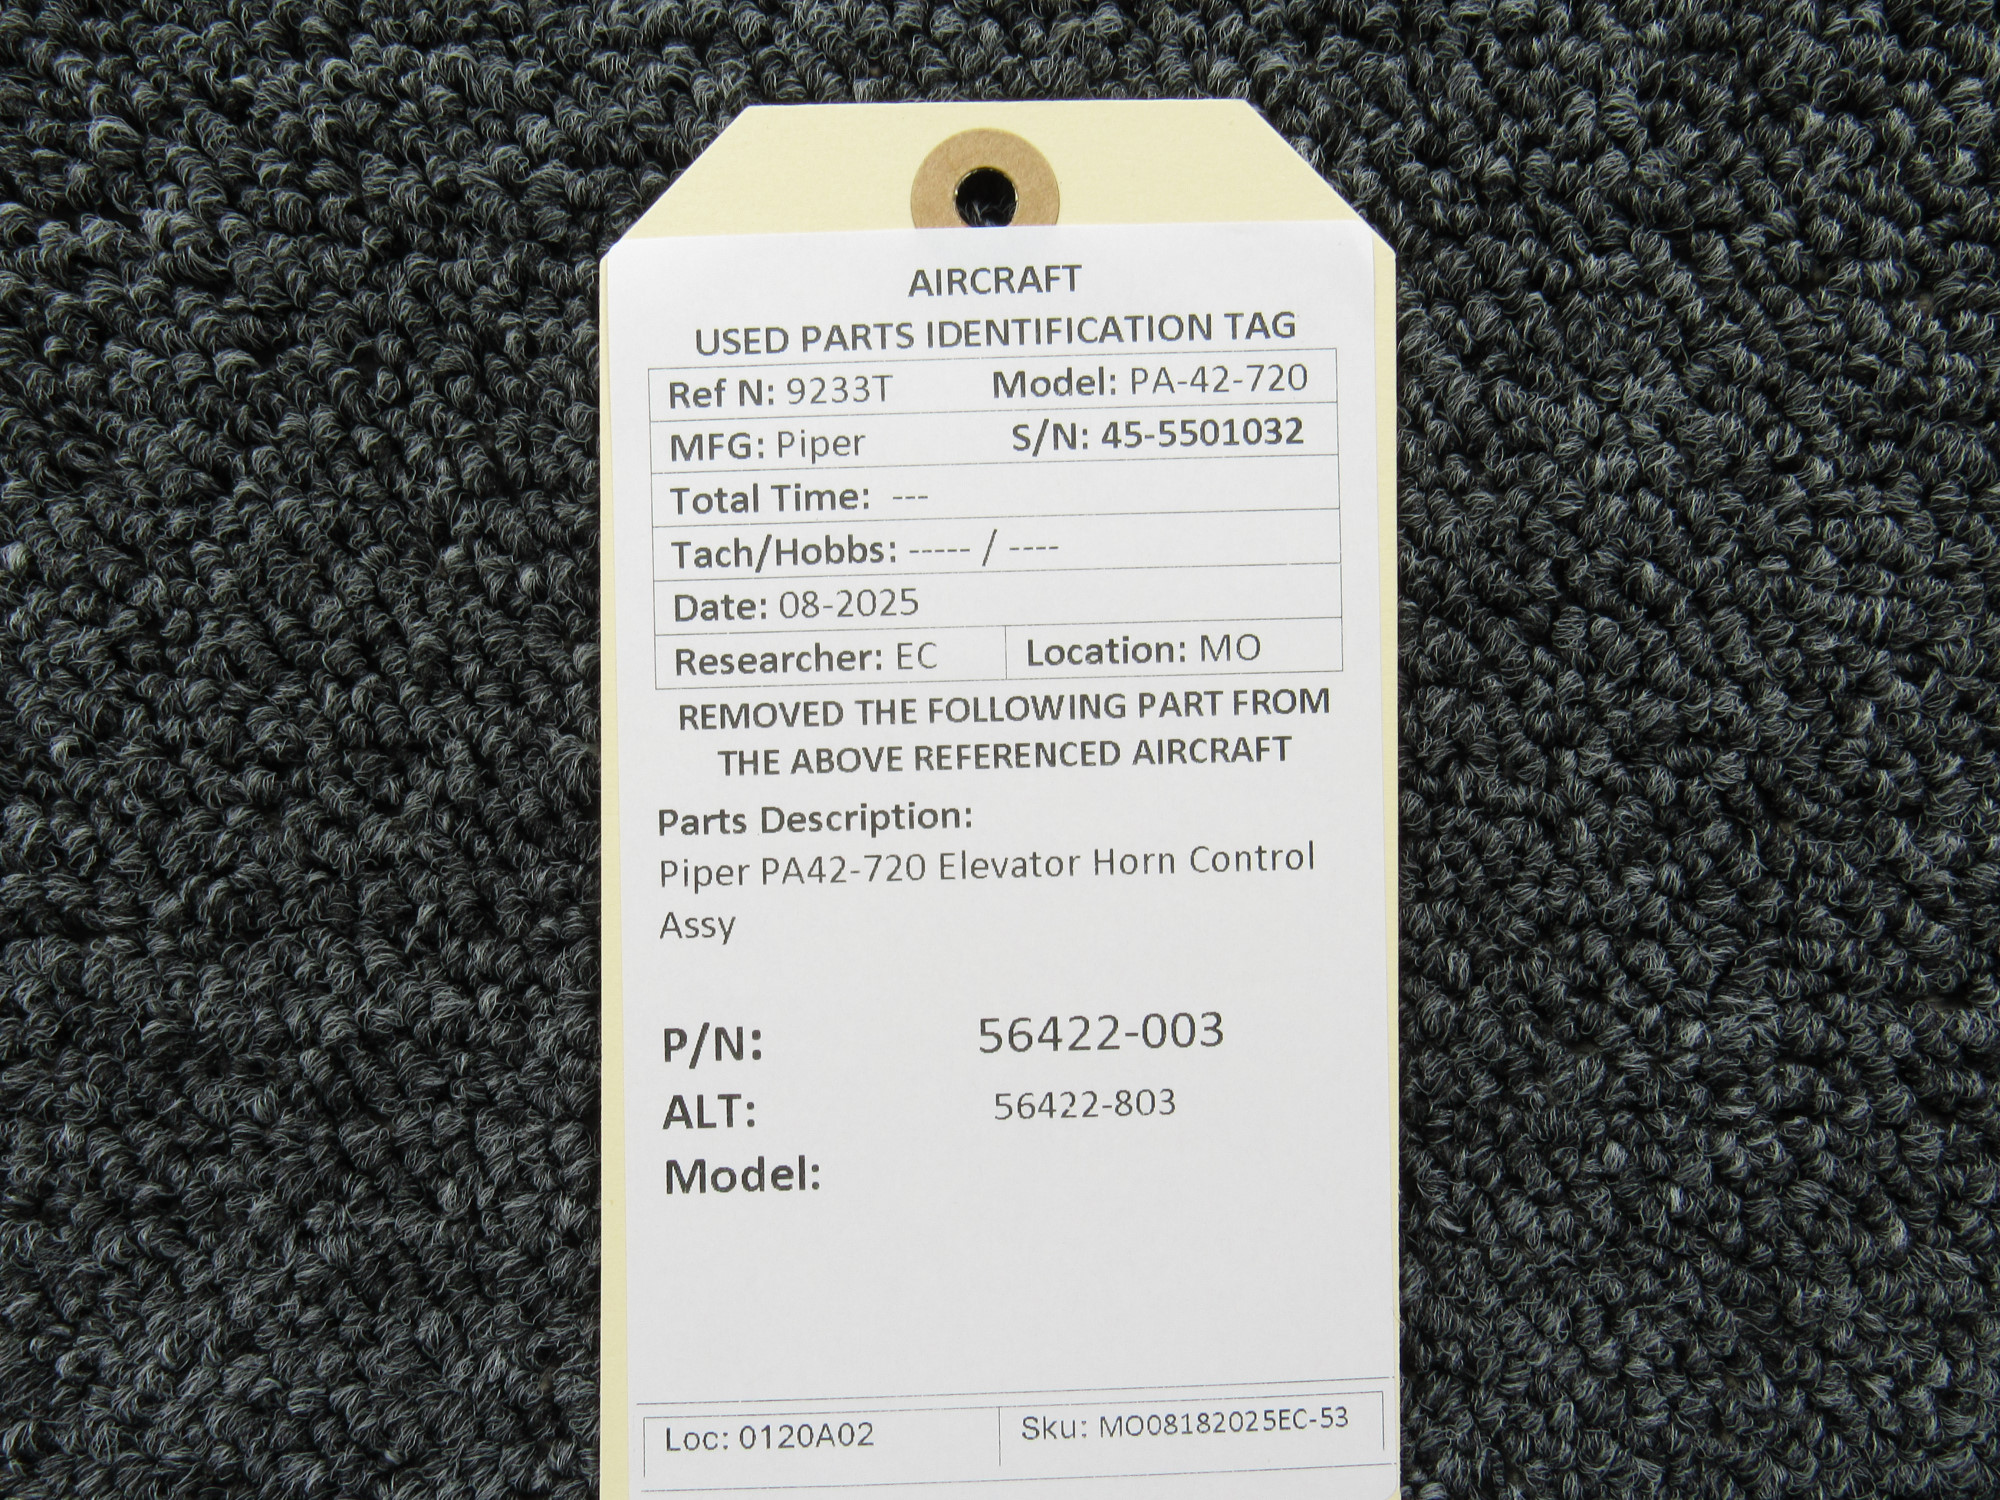 AIRCRAFT
USED PARTS IDENTIFICATION TAG
Ref N: 9233T Model: PA-42-720
MFG: Piper S/N: 45-5501032
Total Time: ---
Tach/Hobbs: ----- / ----
Date: 08-2025
Researcher: EC Location: MO
REMOVED THE FOLLOWING PART FROM
THE ABOVE REFERENCED AIRCRAFT
Parts Description:
Piper PA42-720 Elevator Horn Control
Assy
P/N: 56422-003
ALT: 56422-803
Model:
Loc: 0120A02 Sku: MO08182025EC-53